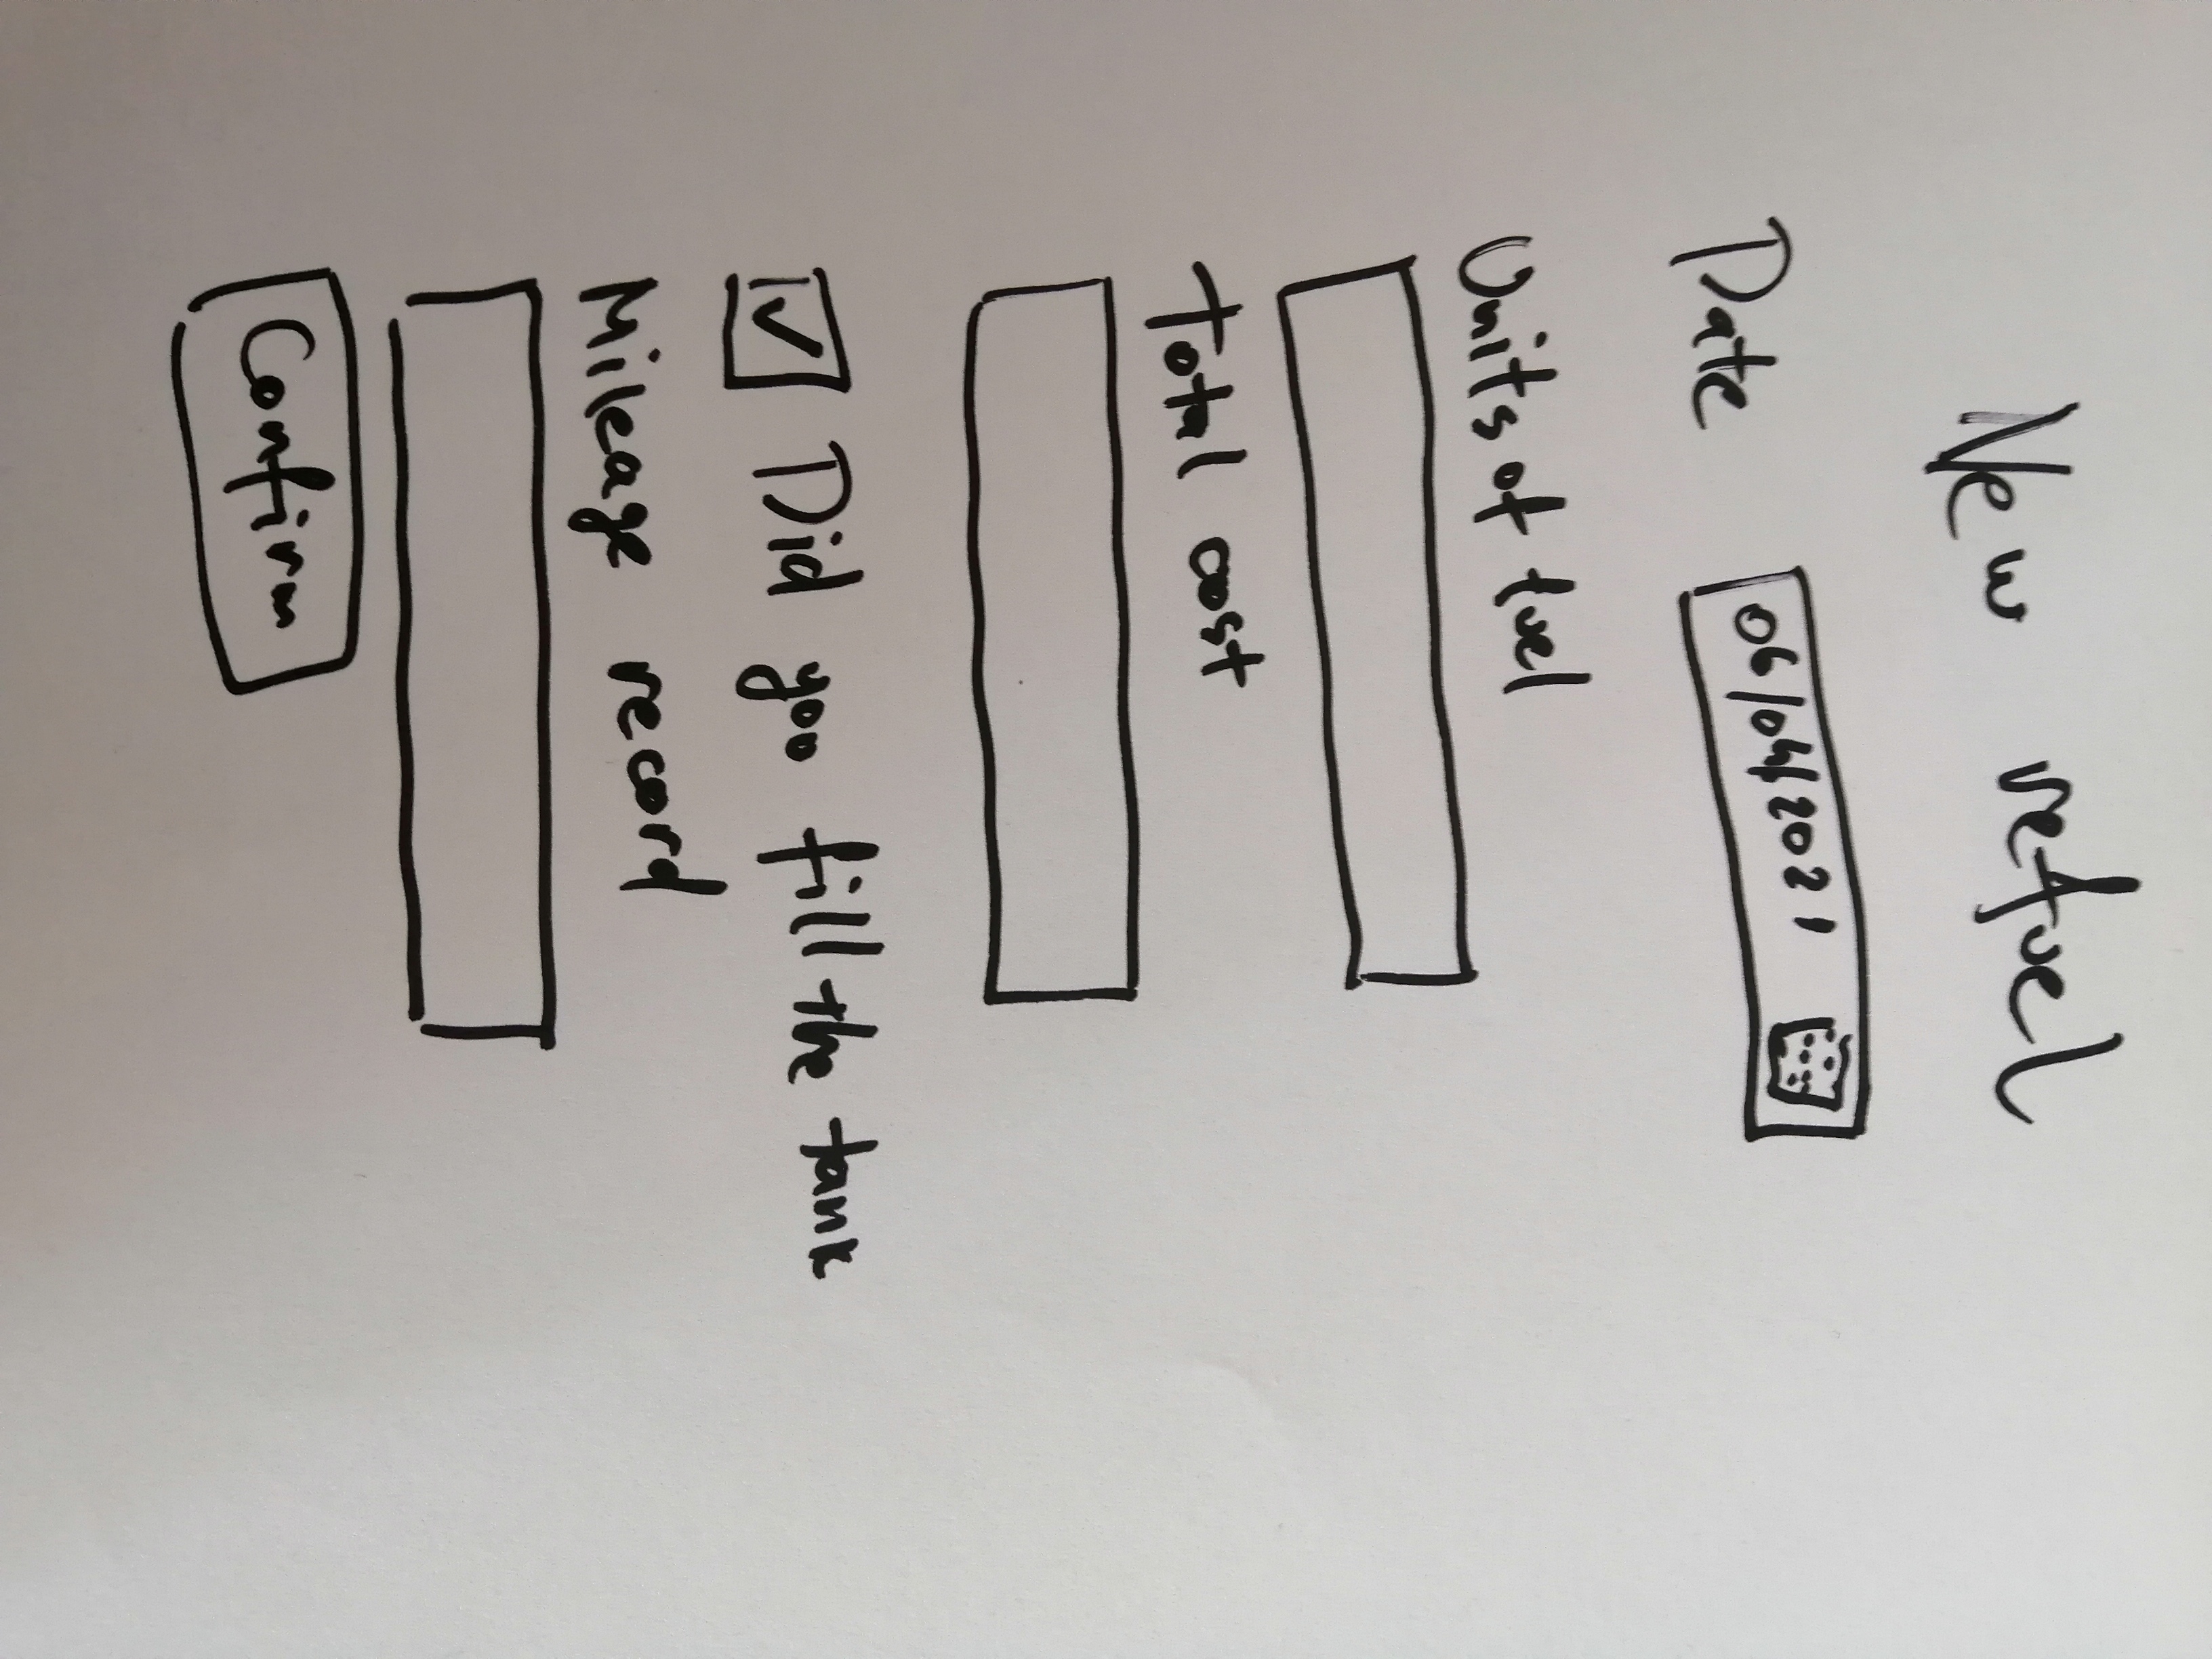 New refuel
Date 06/04/2021
Units of fuel
Total cost
Did you fill the tank
Mileage record
Confirm